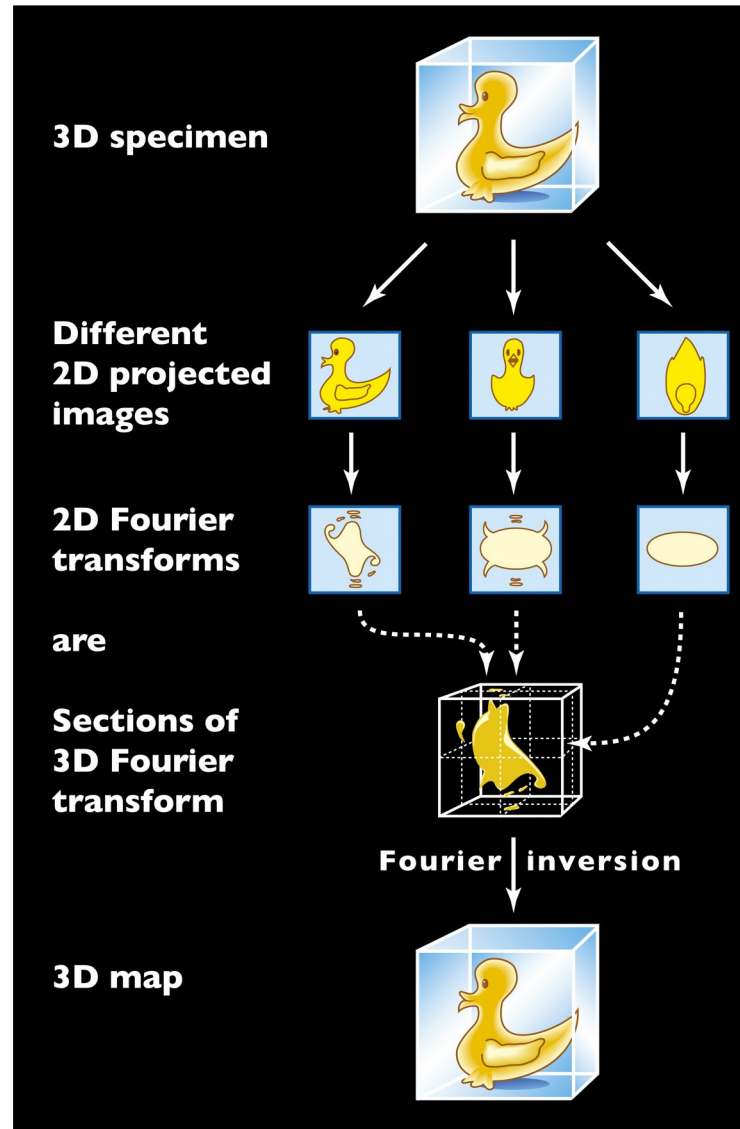 3D specimen
Different
2D projected
images
2D Fourier
transforms
are
Sections of
3D Fourier
transform
Fourier inversion
3D map